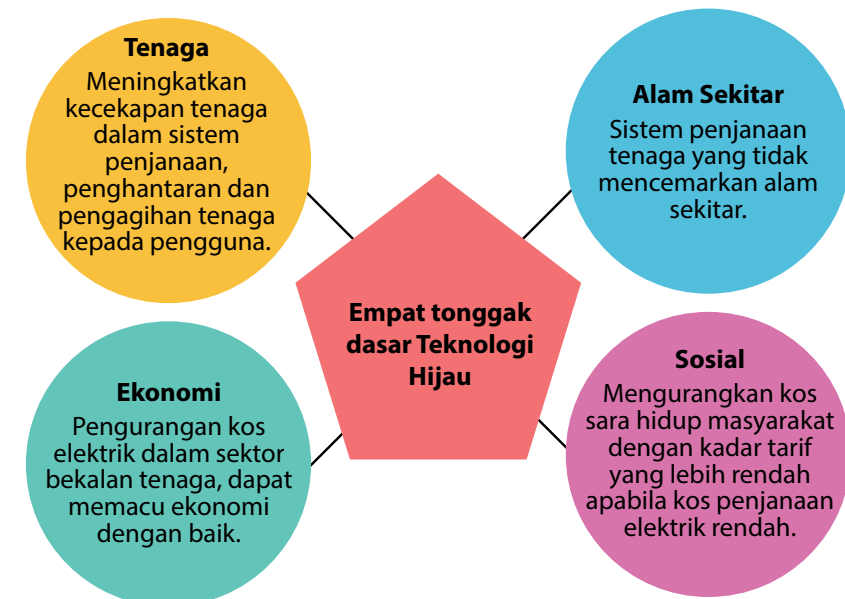 Tenaga
Meningkatkan
kecekapan tenaga
dalam sistem
penjanaan,
penghantaran dan
pengagihan tenaga
kepada pengguna.
Alam Sekitar
Sistem penjanaan
tenaga yang tidak
mencemarkan alam
sekitar.
Empat tonggak
dasar Teknologi
Hijau
Ekonomi
Pengurangan kos
elektrik dalam sektor
bekalan tenaga, dapat
memacu ekonomi
dengan baik.
Sosial
Mengurangkan kos
sara hidup masyarakat
dengan kadar tarif
yang lebih rendah
apabila kos penjanaan
elektrik rendah.